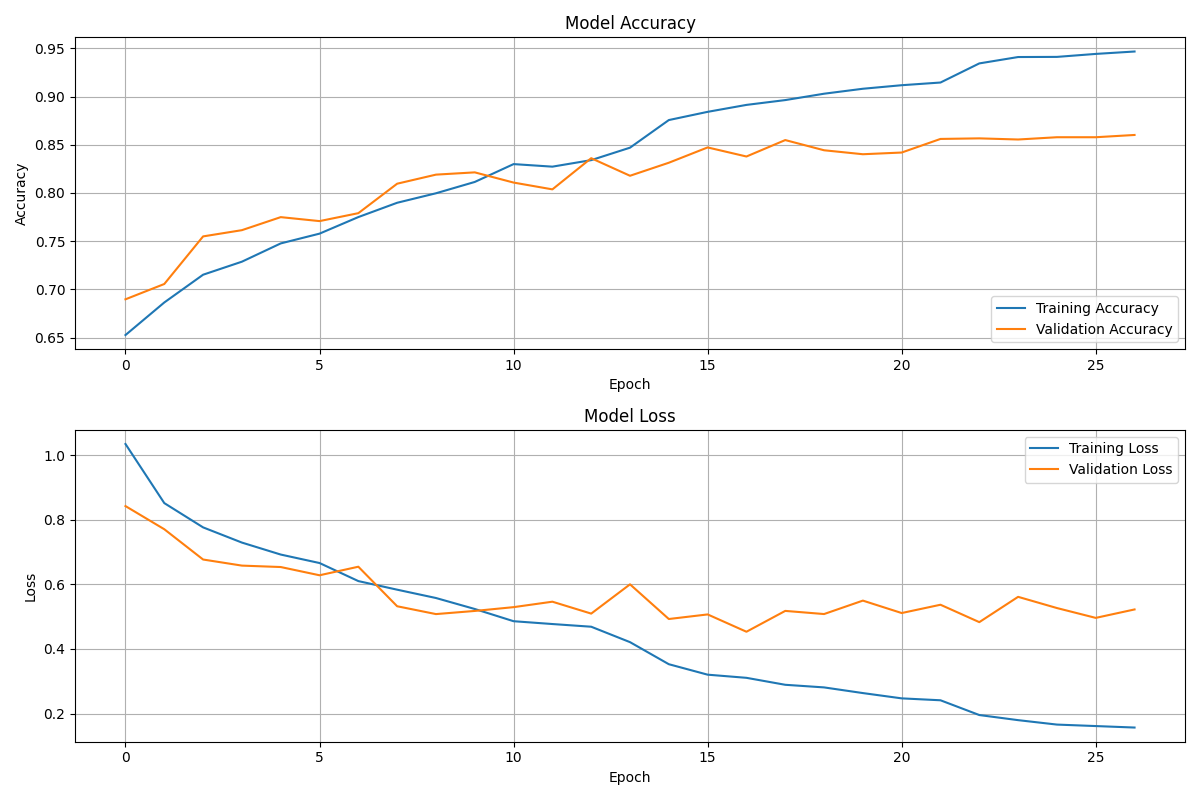 Model Accuracy
Accuracy
0.95
0.90
0.85
0.80
0.75
0.70
0.65
Training Accuracy
Validation Accuracy
0 5 10 15 20 25
Epoch
Model Loss
Loss
1.0
0.8
0.6
0.4
0.2
Training Loss
Validation Loss
0 5 10 15 20 25
Epoch